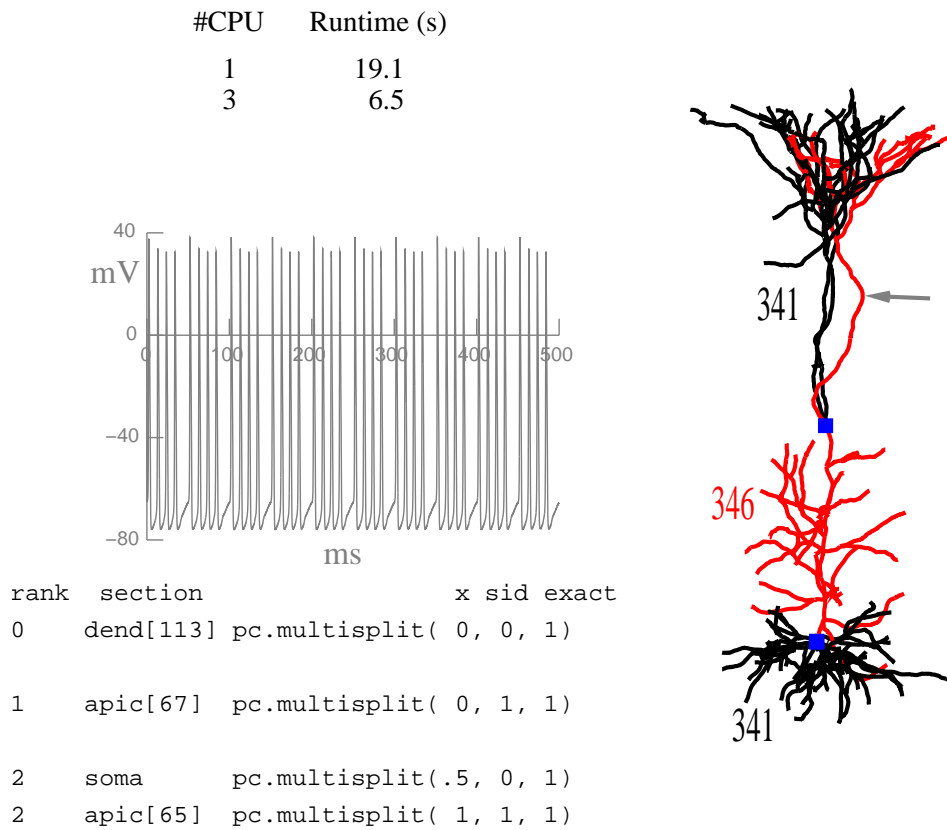 #CPU Runtime (s)
1 19.1
3 6.5
40
mV
0
0 100 200 300 400 500
−40
−80
ms
341
346
341
rank section x sid exact
0 dend[113] pc.multisplit( 0, 0, 1)
1 apic[67] pc.multisplit( 0, 1, 1)
2 soma pc.multisplit(.5, 0, 1)
2 apic[65] pc.multisplit( 1, 1, 1)